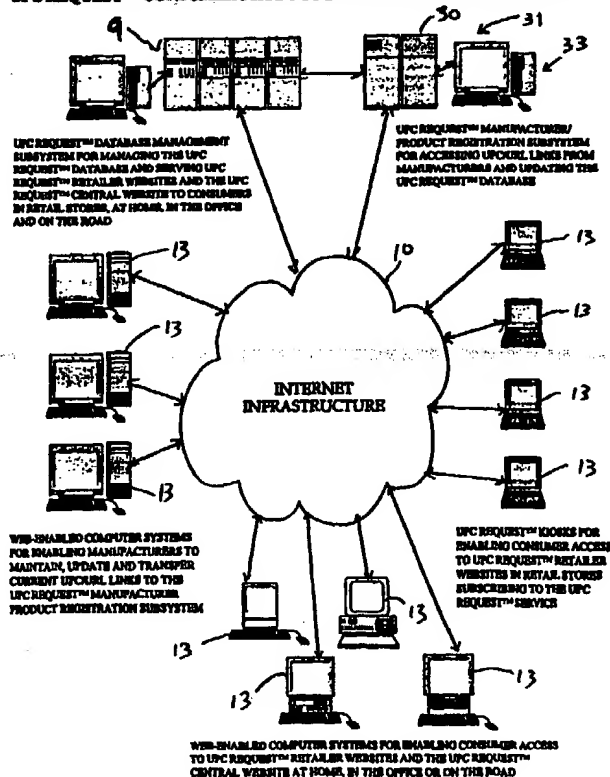 9
30
31
33
UPC REQUEST™ DATABASE MANAGEMENT
SUBSYSTEM FOR MANAGING THE UPC
REQUEST™ DATABASE AND SERVING UPC
REQUEST™ RETAILER WEBSITES AND THE UPC
REQUEST™ CENTRAL WEBSITE TO CONSUMERS
IN RETAIL STORES, AT HOME, IN THE OFFICE
AND ON THE ROAD
UPC REQUEST™ MANUFACTURER/
PRODUCT REGISTRATION SUBSYSTEM
FOR ACCESSING UPC/URL LINKS FROM
MANUFACTURERS AND UPDATING THE
UPC REQUEST™ DATABASE
10
13
13
13
13
13
13
13
INTERNET
INFRASTRUCTURE
WEB-ENABLED COMPUTER SYSTEMS
FOR ENABLING MANUFACTURERS TO
MAINTAIN, UPDATE AND TRANSFER
CURRENT UPC/URL LINKS TO THE
UPC REQUEST™ MANUFACTURER
PRODUCT REGISTRATION SUBSYSTEM
UPC REQUEST™ KIOSKS FOR
ENABLING CONSUMER ACCESS
TO UPC REQUEST™ RETAILER
WEBSITES IN RETAIL STORES
SUBSCRIBING TO THE UPC
REQUEST™ SERVICE
13
13
13
13
WEB-ENABLED COMPUTER SYSTEMS FOR ENABLING CONSUMER ACCESS
TO UPC REQUEST™ RETAILER WEBSITES AND THE UPC REQUEST™
CENTRAL WEBSITE AT HOME, IN THE OFFICE OR ON THE ROAD